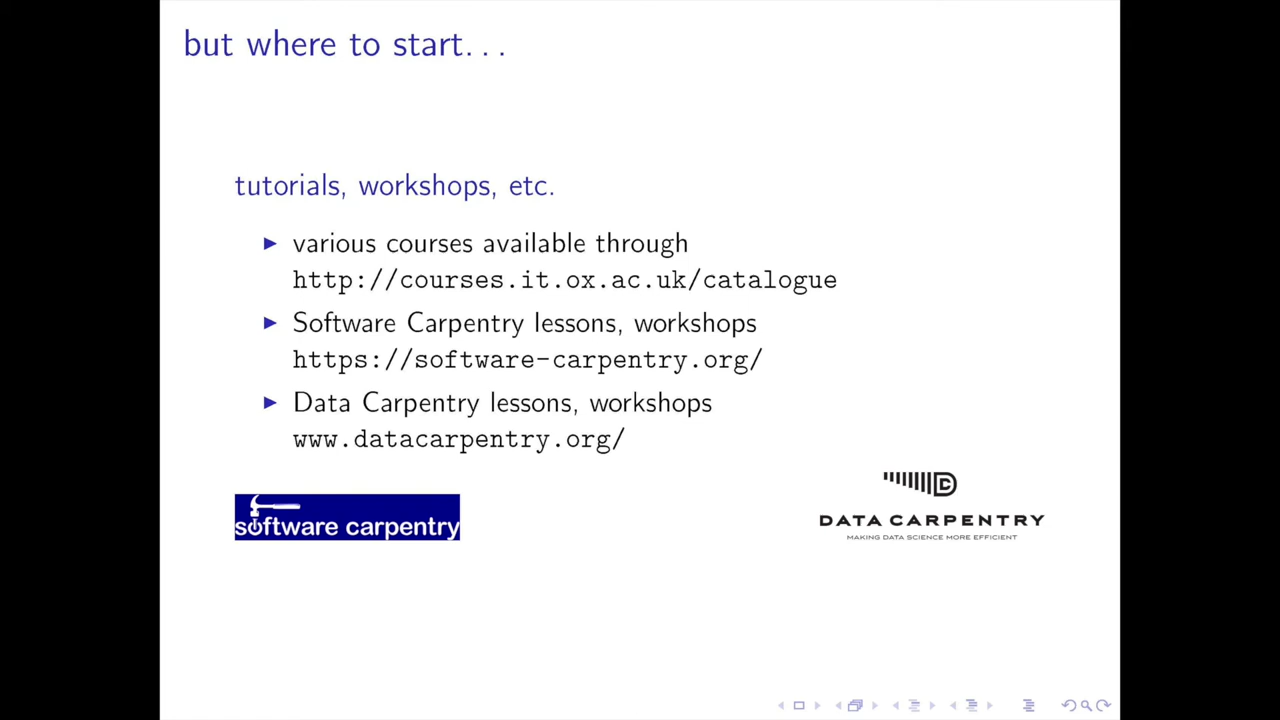 but where to start...
tutorials, workshops, etc.
various courses available through
http://courses.it.ox.ac.uk/catalogue
Software Carpentry lessons, workshops
https://software-carpentry.org/
Data Carpentry lessons, workshops
www.datacarpentry.org/
software carpentry
DATA CARPENTRY
MAKING DATA SCIENCE MORE EFFICIENT